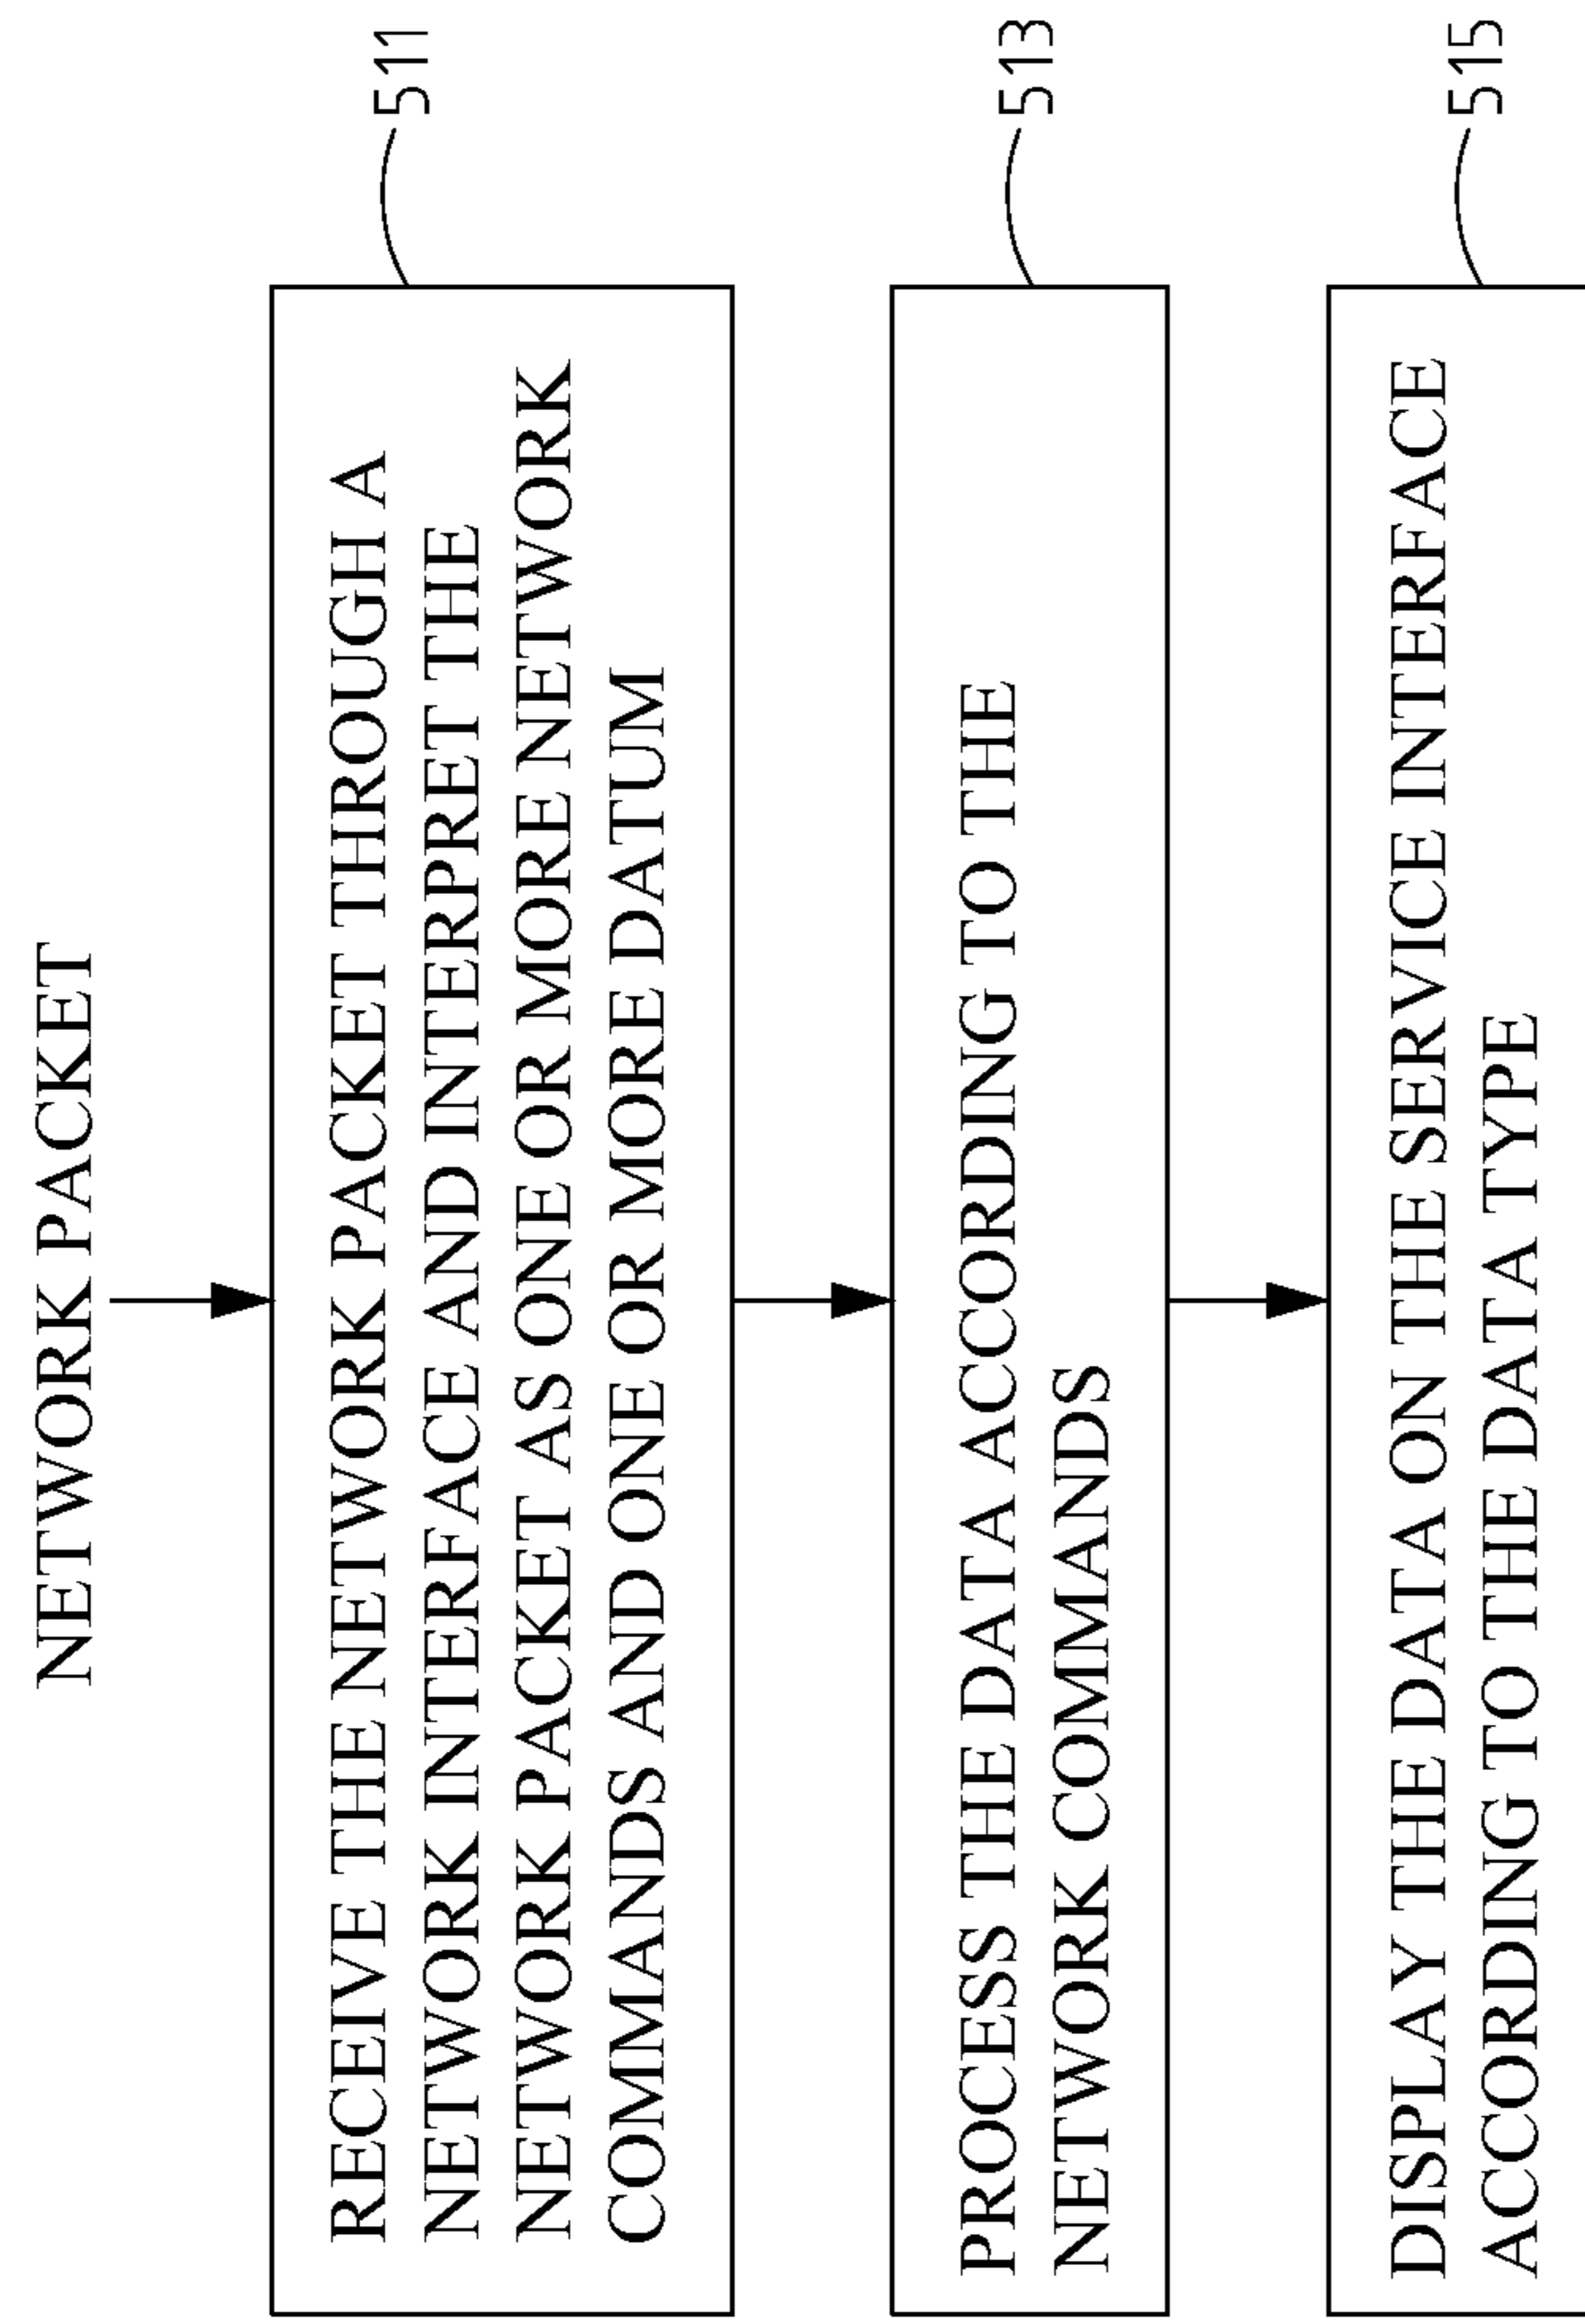 NETWORK PACKET
RECEIVE THE NETWORK PACKET THROUGH A
NETWORK INTERFACE AND INTERPRET THE
NETWORK PACKET AS ONE OR MORE NETWORK
COMMANDS AND ONE OR MORE DATUM
511
PROCESS THE DATA ACCORDING TO THE
NETWORK COMMANDS
513
DISPLAY THE DATA ON THE SERVICE INTERFACE
ACCORDING TO THE DATA TYPE
515